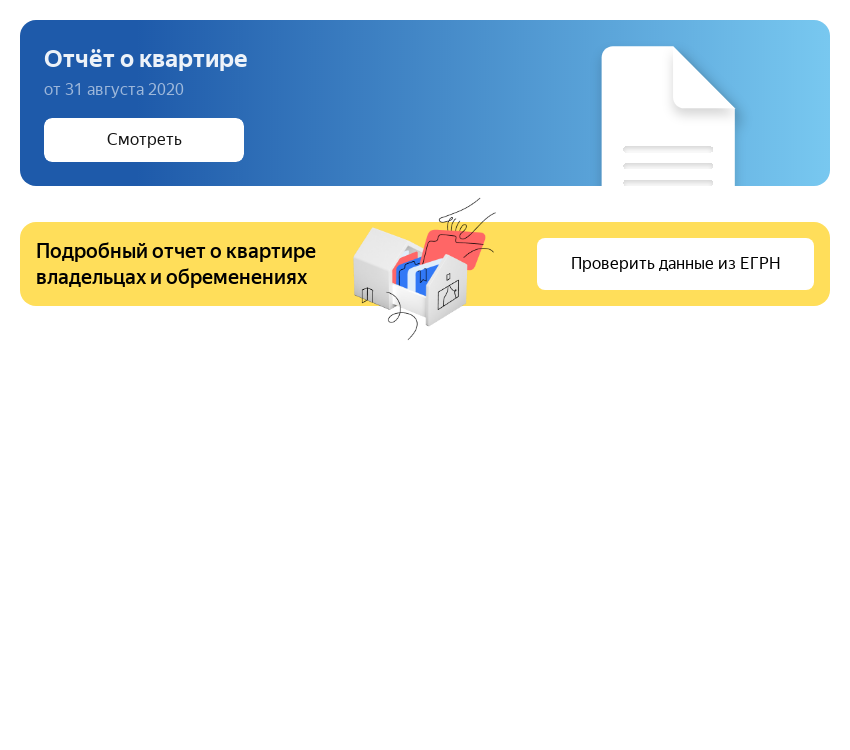 Отчёт о квартире
от 31 августа 2020
Смотреть
Подробный отчет о квартире
владельцах и обременениях
Проверить данные из ЕГРН